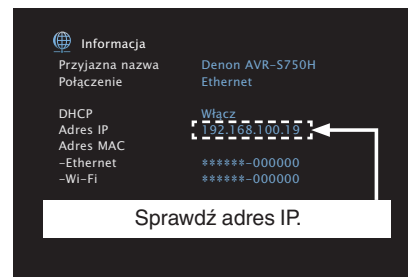 Informacja
Przyjazna nazwa Denon AVR-S750H
Połączenie Ethernet
DHCP Włącz
Adres IP 192.168.100.19
Adres MAC
-Ethernet ******-000000
-Wi-Fi ******-000000
Sprawdź adres IP.